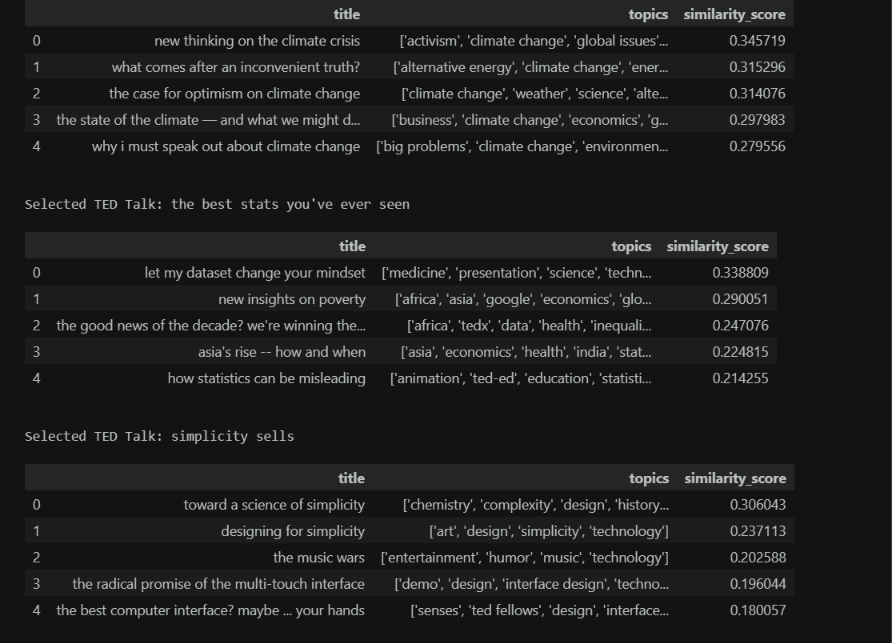 title topics similarity_score
0 new thinking on the climate crisis ['activism', 'climate change', 'global issues'... 0.345719
1 what comes after an inconvenient truth? ['alternative energy', 'climate change', 'ener... 0.315296
2 the case for optimism on climate change ['climate change', 'weather', 'science', 'alte... 0.314076
3 the state of the climate — and what we might d... ['business', 'climate change', 'economics', 'g... 0.297983
4 why i must speak out about climate change ['big problems', 'climate change', 'environmen... 0.279556
Selected TED Talk: the best stats you've ever seen
title topics similarity_score
0 let my dataset change your mindset ['medicine', 'presentation', 'science', 'techn... 0.338809
1 new insights on poverty ['africa', 'asia', 'google', 'economics', 'glo... 0.290051
2 the good news of the decade? we're winning the... ['africa', 'tedx', 'data', 'health', 'inequali... 0.247076
3 asia's rise -- how and when ['asia', 'economics', 'health', 'india', 'stat... 0.224815
4 how statistics can be misleading ['animation', 'ted-ed', 'education', 'statisti... 0.214255
Selected TED Talk: simplicity sells
title topics similarity_score
0 toward a science of simplicity ['chemistry', 'complexity', 'design', 'history... 0.306043
1 designing for simplicity ['art', 'design', 'simplicity', 'technology'] 0.237113
2 the music wars ['entertainment', 'humor', 'music', 'technology'] 0.202588
3 the radical promise of the multi-touch interface ['demo', 'design', 'interface design', 'techno... 0.196044
4 the best computer interface? maybe ... your hands ['senses', 'ted fellows', 'design', 'interface... 0.180057